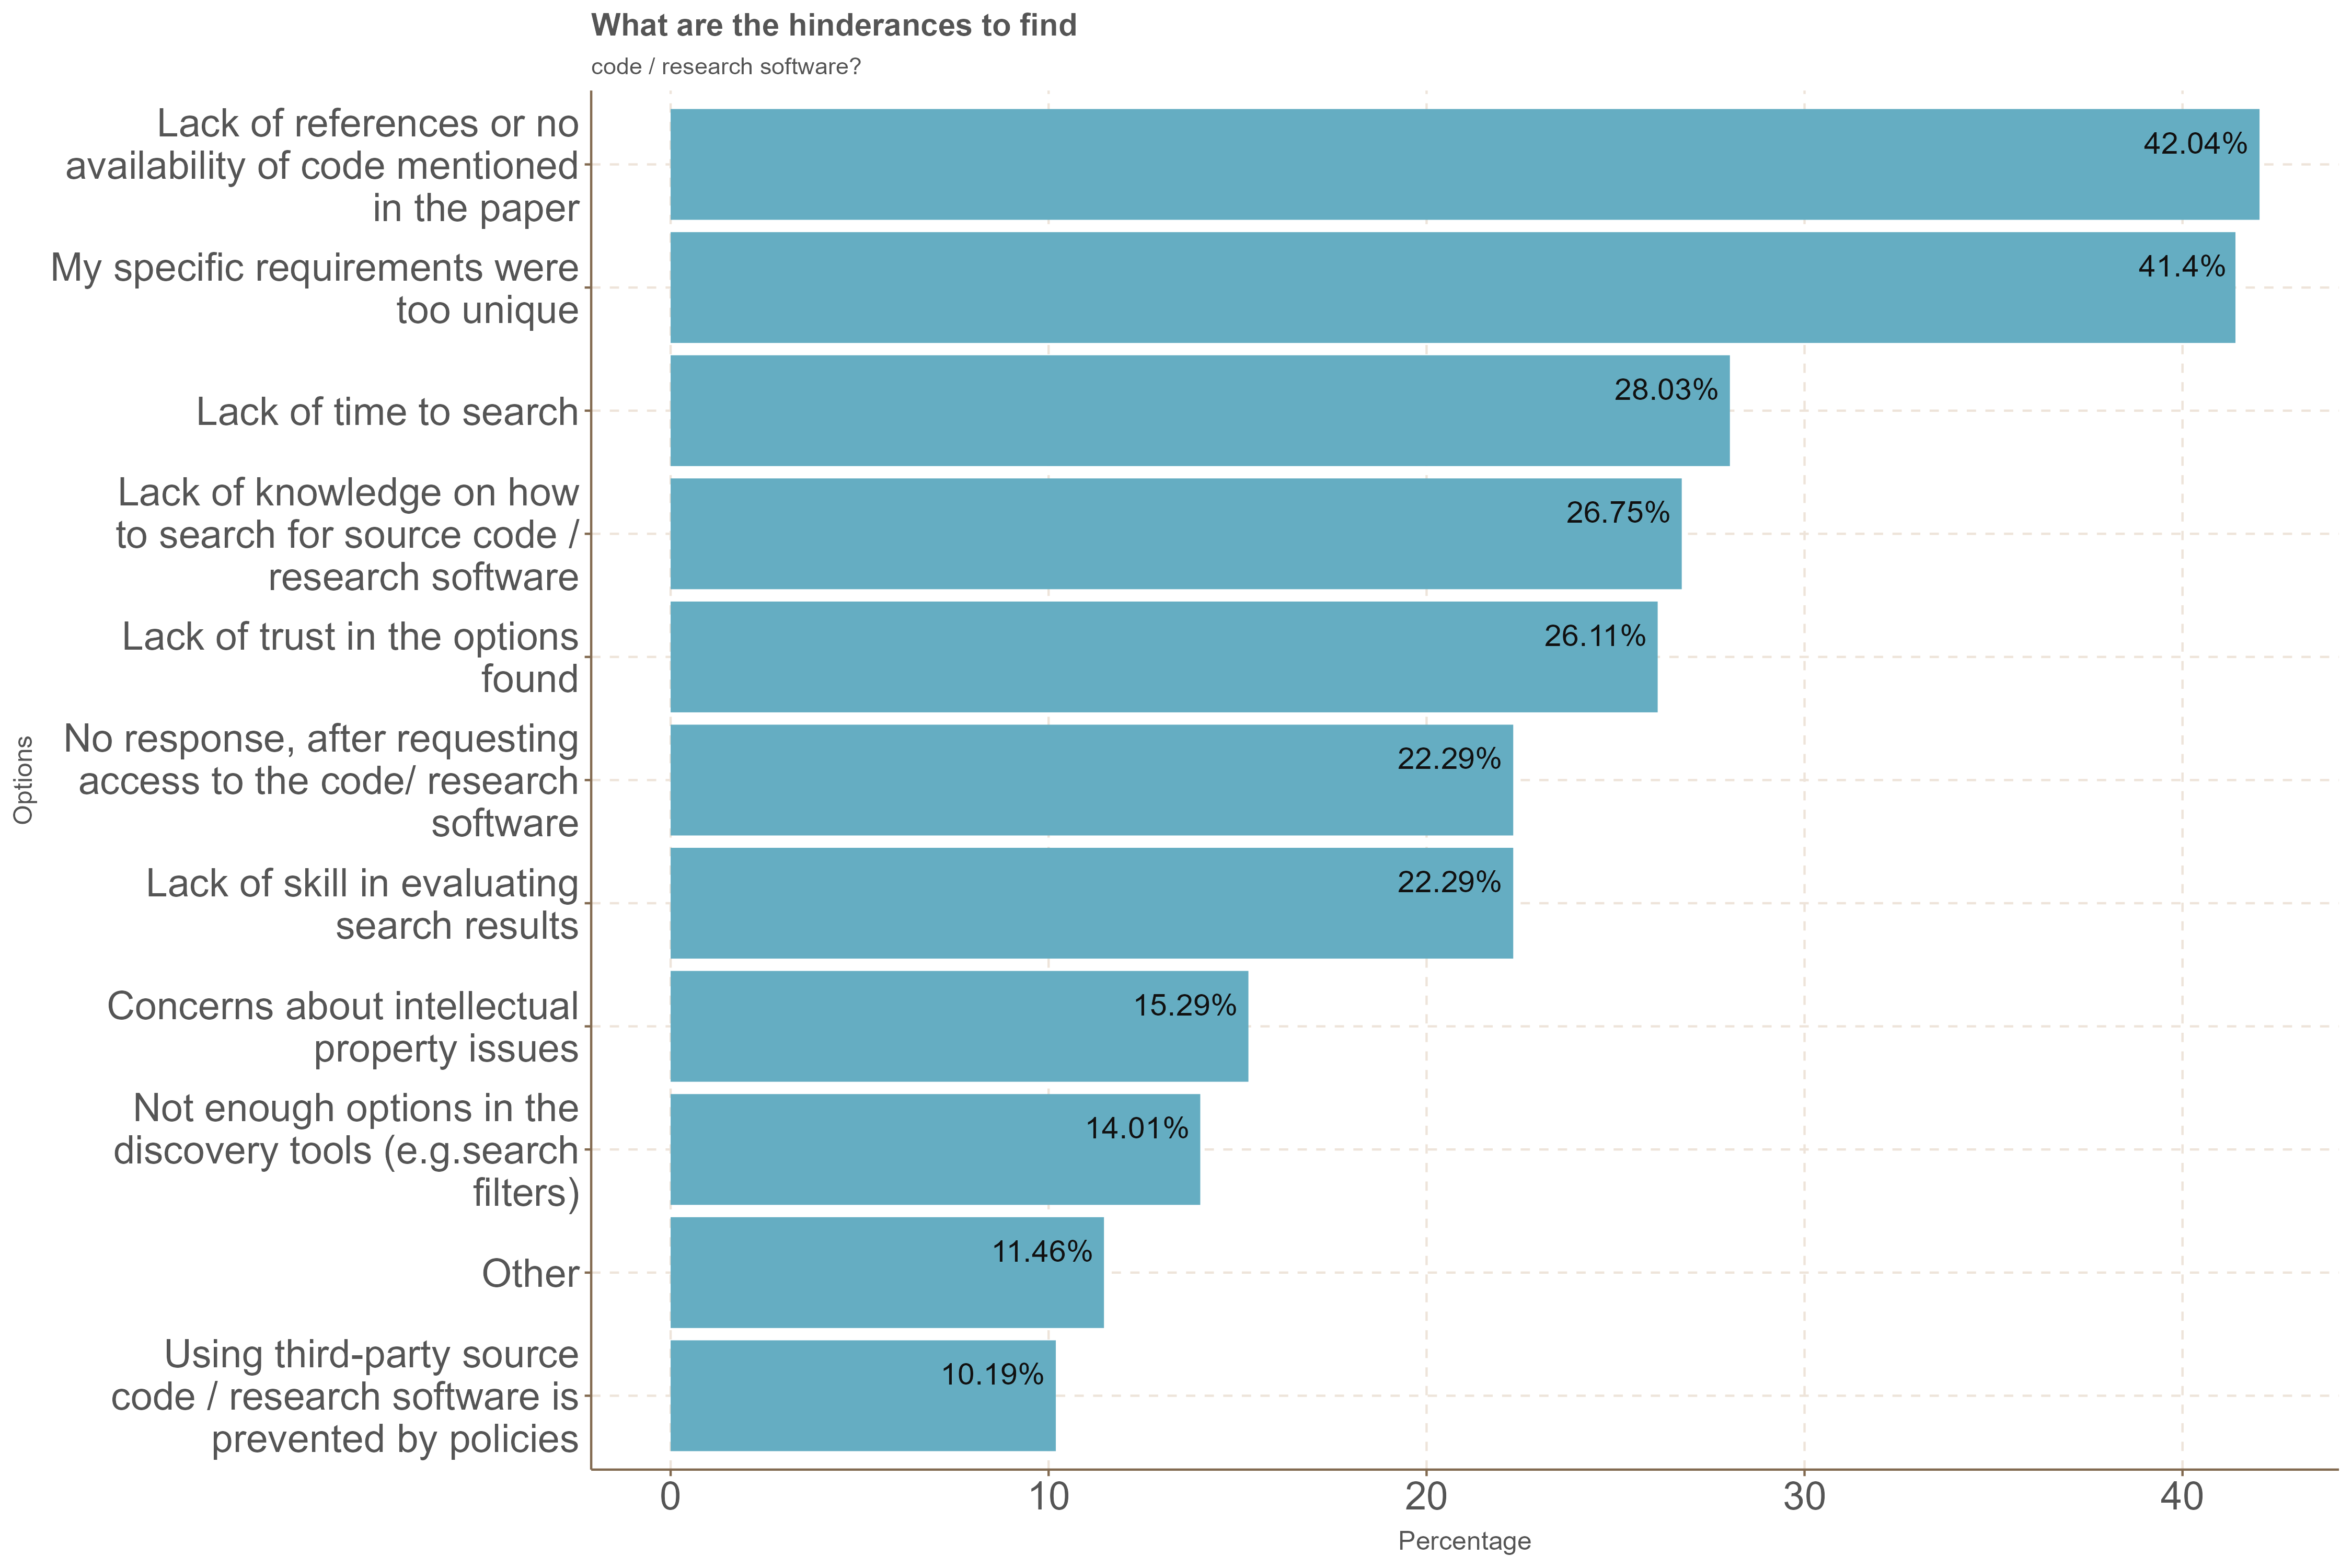 What are the hinderances to find
code / research software?
Lack of references or no
availability of code mentioned
in the paper
42.04%
My specific requirements were
too unique
41.4%
Lack of time to search
28.03%
Lack of knowledge on how
to search for source code /
research software
26.75%
Lack of trust in the options
found
26.11%
No response, after requesting
access to the code/ research
software
22.29%
Lack of skill in evaluating
search results
22.29%
Concerns about intellectual
property issues
15.29%
Not enough options in the
discovery tools (e.g.search
filters)
14.01%
Other
11.46%
Using third-party source
code / research software is
prevented by policies
10.19%
Options
0 10 20 30 40
Percentage